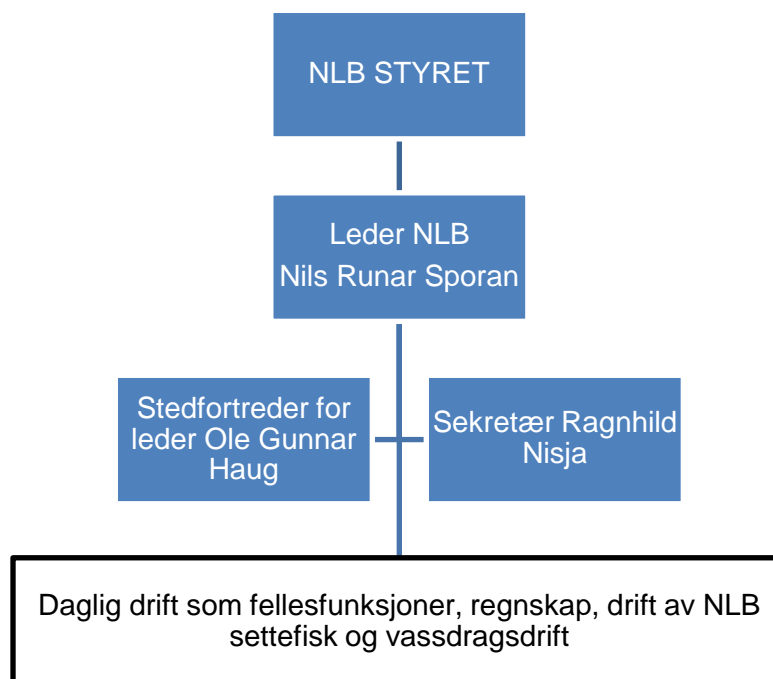 NLB STYRET
Leder NLB
Nils Runar Sporan
Stedfortreder for
leder Ole Gunnar
Haug
Sekretær Ragnhild
Nisja
Daglig drift som fellesfunksjoner, regnskap, drift av NLB
settefisk og vassdragsdrift